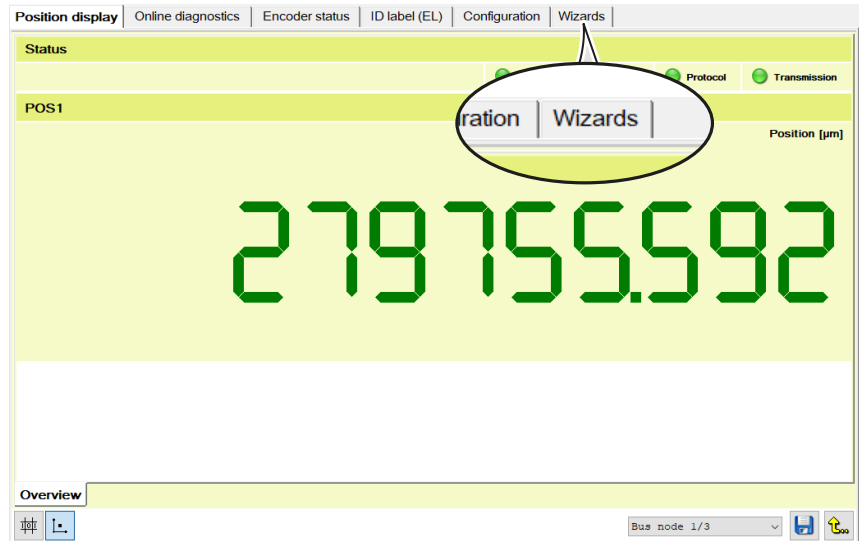 Position display Online diagnostics Encoder status ID label (EL) Configuration Wizards
Status
Protocol Transmission
POS1
ration Wizards
Position [µm]
279755.592
Overview
Bus node 1/3